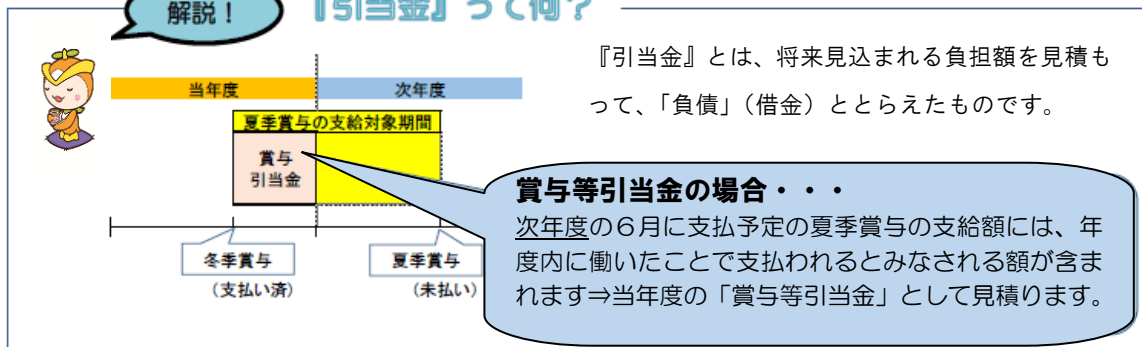 解説！
『引当金』って何？
『引当金』とは、将来見込まれる負担額を見積も
って、「負債」（借金）ととらえたものです。
当年度
次年度
夏季賞与の支給対象期間
賞与
引当金
冬季賞与
（支払い済）
夏季賞与
（未払い）
賞与等引当金の場合・・・
次年度の６月に支払予定の夏季賞与の支給額には、年
度内に働いたことで支払われるとみなされる額が含ま
れます⇒当年度の「賞与等引当金」として見積ります。